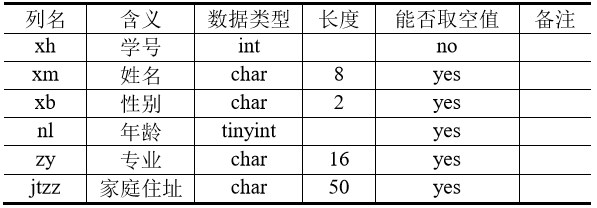 列名 含义 数据类型 长度 能否取空值 备注
xh 学号 int no
xm 姓名 char 8 yes
xb 性别 char 2 yes
nl 年龄 tinyint yes
zy 专业 char 16 yes
jtzz 家庭住址 char 50 yes